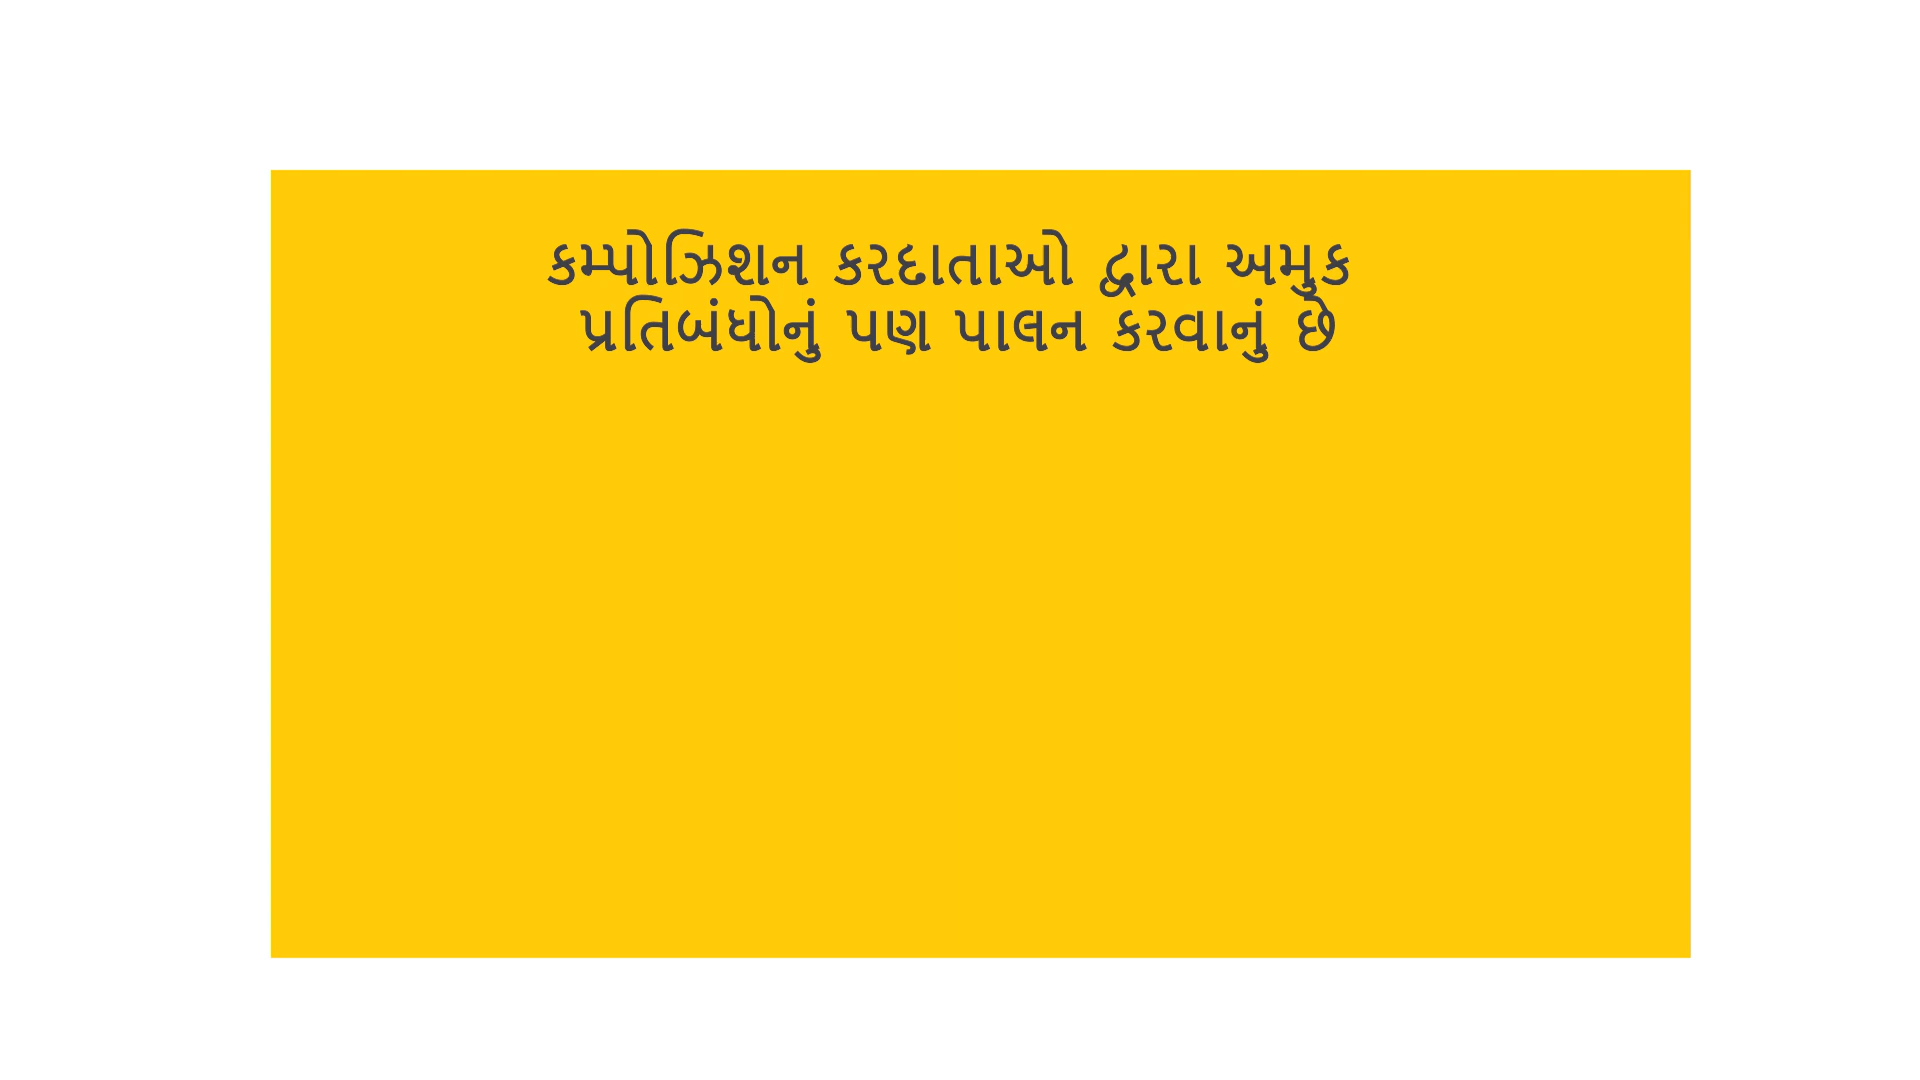 કમ્પોઝિશન કરદાતાઓ દ્વારા અમુક
પ્રતિબંધોનું પણ પાલન કરવાનું છે